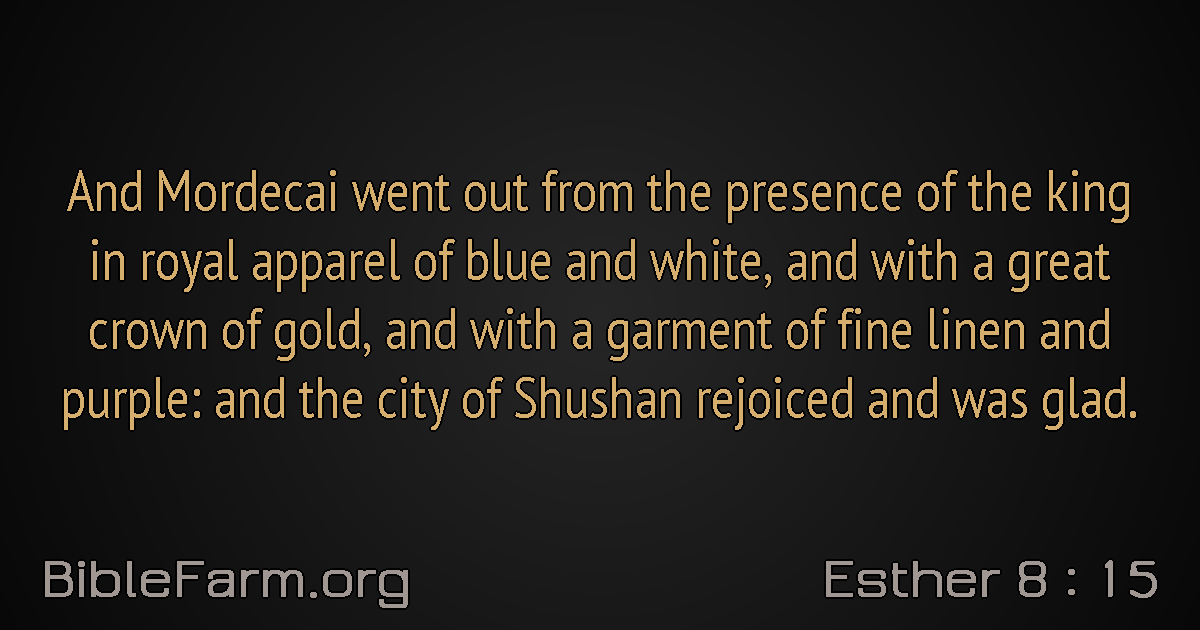 And Mordecai went out from the presence of the king
in royal apparel of blue and white, and with a great
crown of gold, and with a garment of fine linen and
purple: and the city of Shushan rejoiced and was glad.
BibleFarm.org
Esther 8 : 15